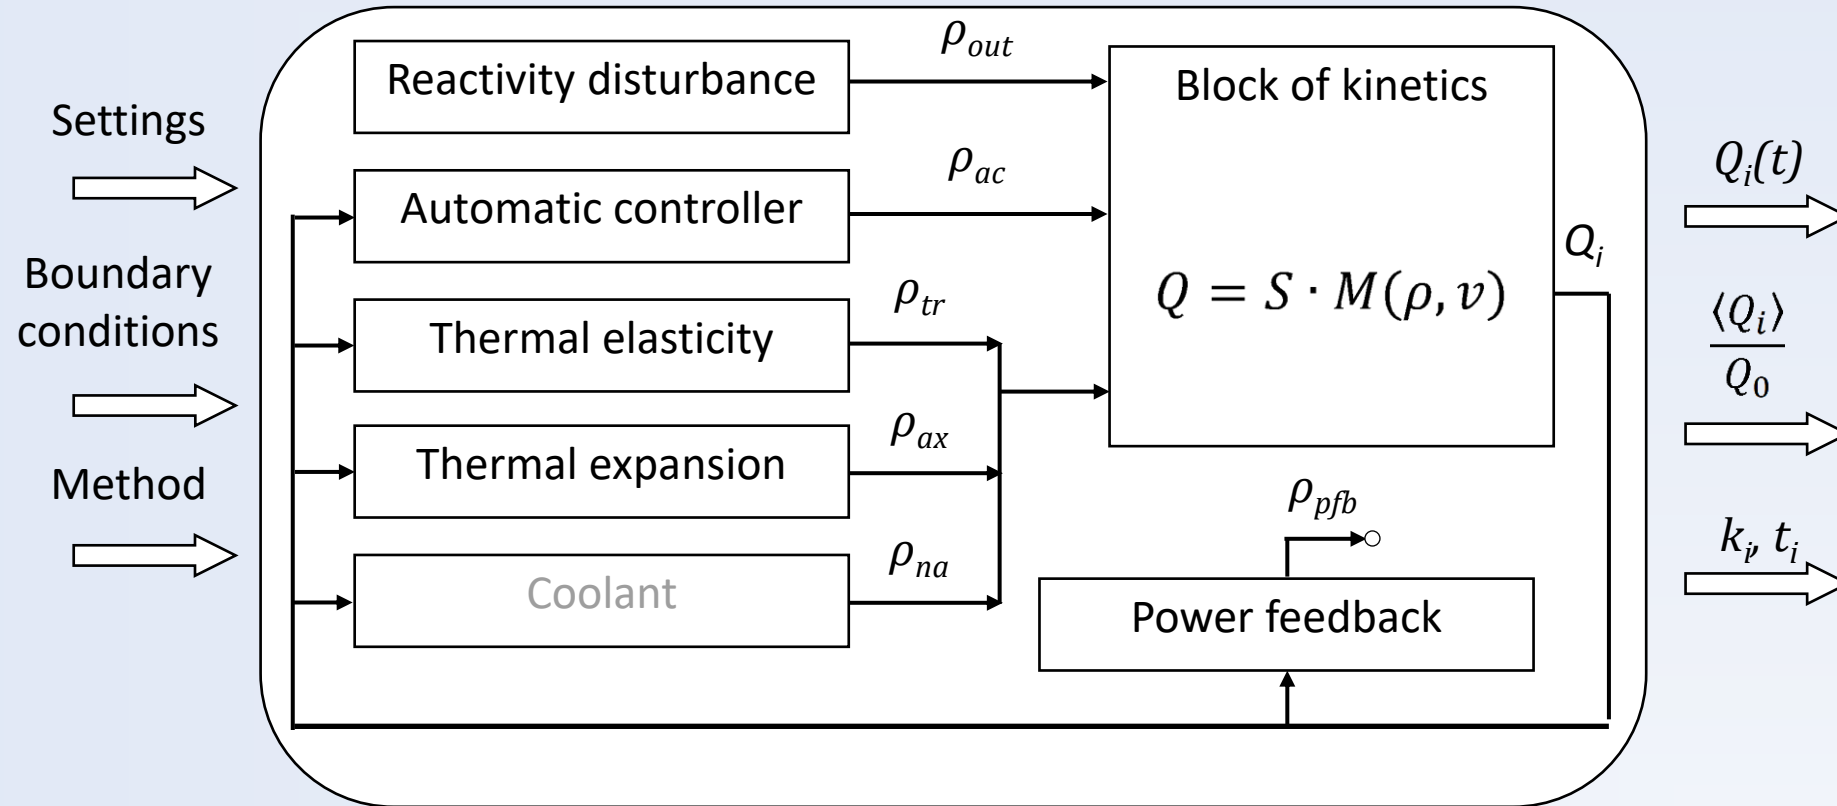 Settings
Boundary
conditions
Method
Reactivity disturbance
ρout
Automatic controller
ρac
Thermal elasticity
ρtr
Thermal expansion
ρax
Coolant
ρna
Block of kinetics
Q = S · M(ρ, ν)
Qi
ρpfb
Power feedback
Qi(t)
⟨Qi⟩
Q0
ki, ti